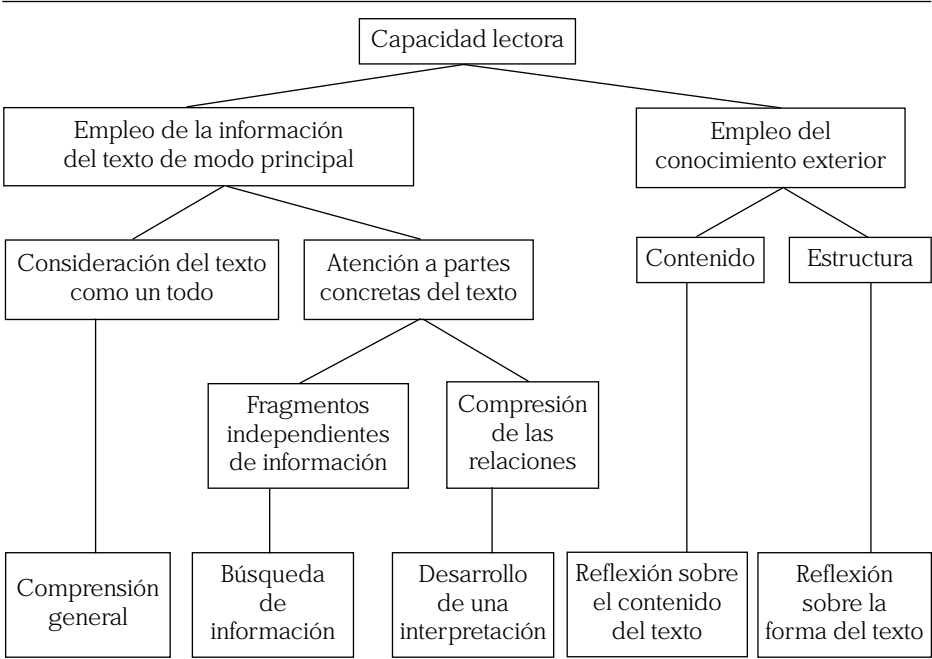 Capacidad lectora
Empleo de la información
del texto de modo principal
Empleo del
conocimiento exterior
Consideración del texto
como un todo
Atención a partes
concretas del texto
Contenido
Estructura
Fragmentos
independientes
de información
Compresión
de las
relaciones
Comprensión
general
Búsqueda
de
información
Desarrollo
de una
interpretación
Reflexión sobre
el contenido
del texto
Reflexión
sobre la
forma del texto